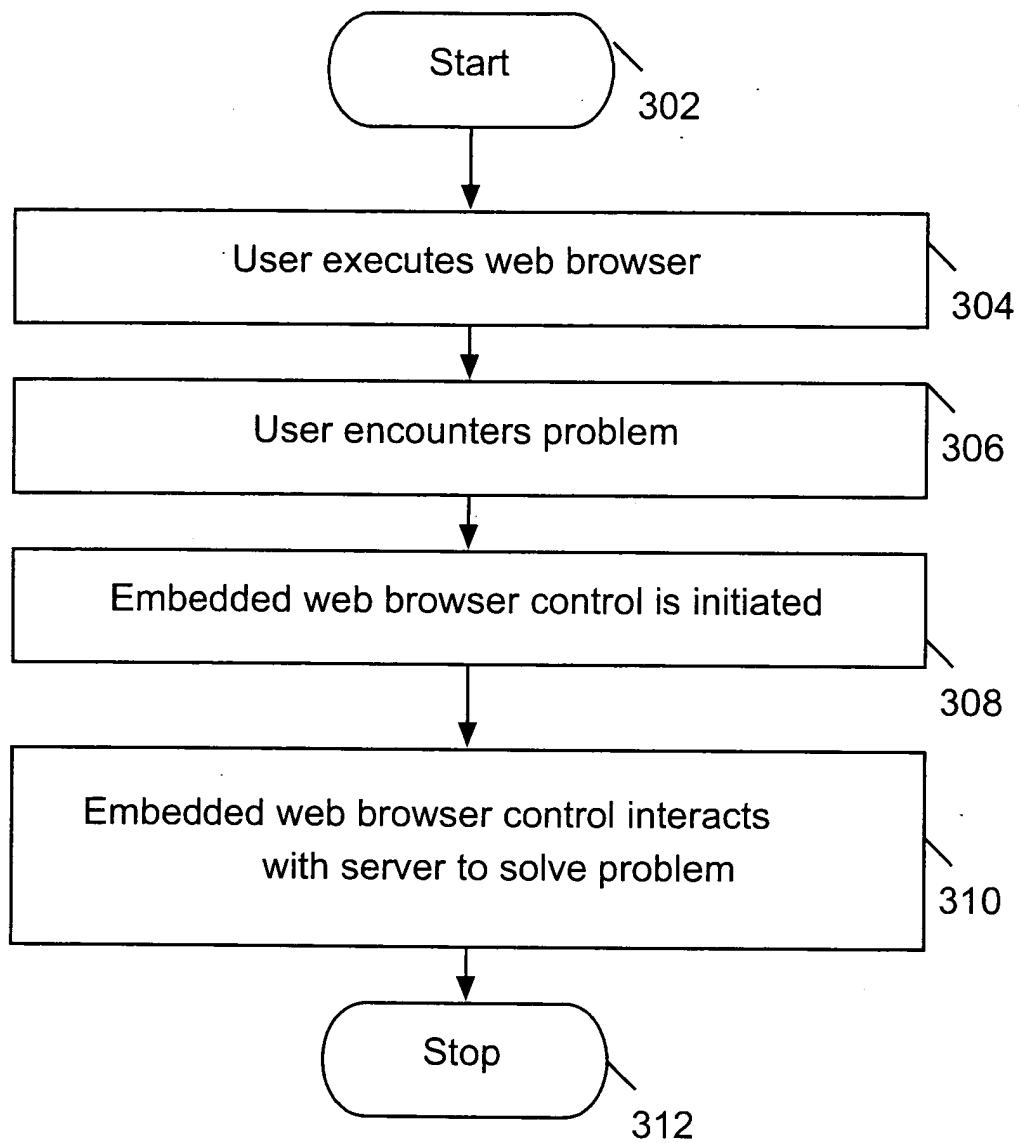 Start
302
User executes web browser
304
User encounters problem
306
Embedded web browser control is initiated
308
Embedded web browser control interacts
with server to solve problem
310
Stop
312